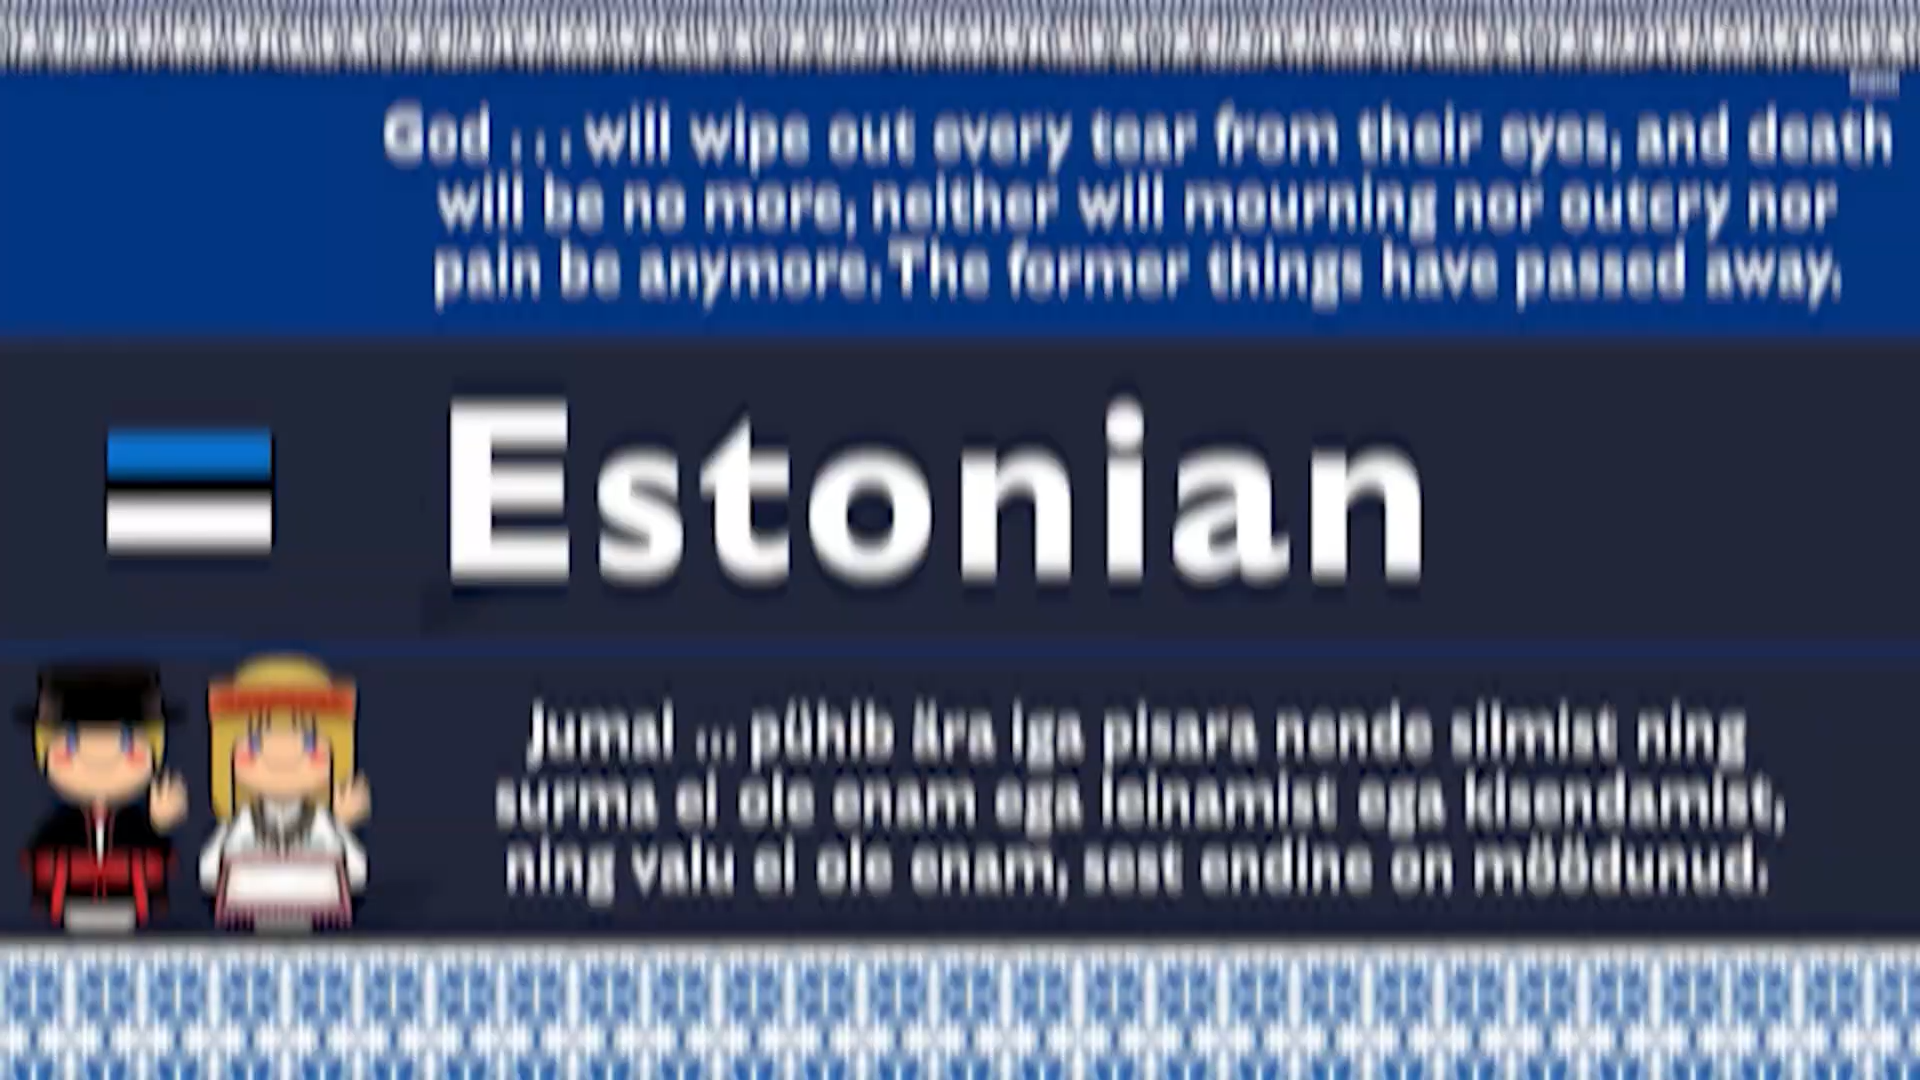 God ... will wipe out every tear from their eyes, and death
will be no more, neither will mourning nor outcry nor
pain be anymore. The former things have passed away.
Estonian
Jumal ... pühib ära iga pisara nende silmist ning
surma ei ole enam ega leinamist ega kisendamist,
ning valu ei ole enam, sest endine on möödunud.